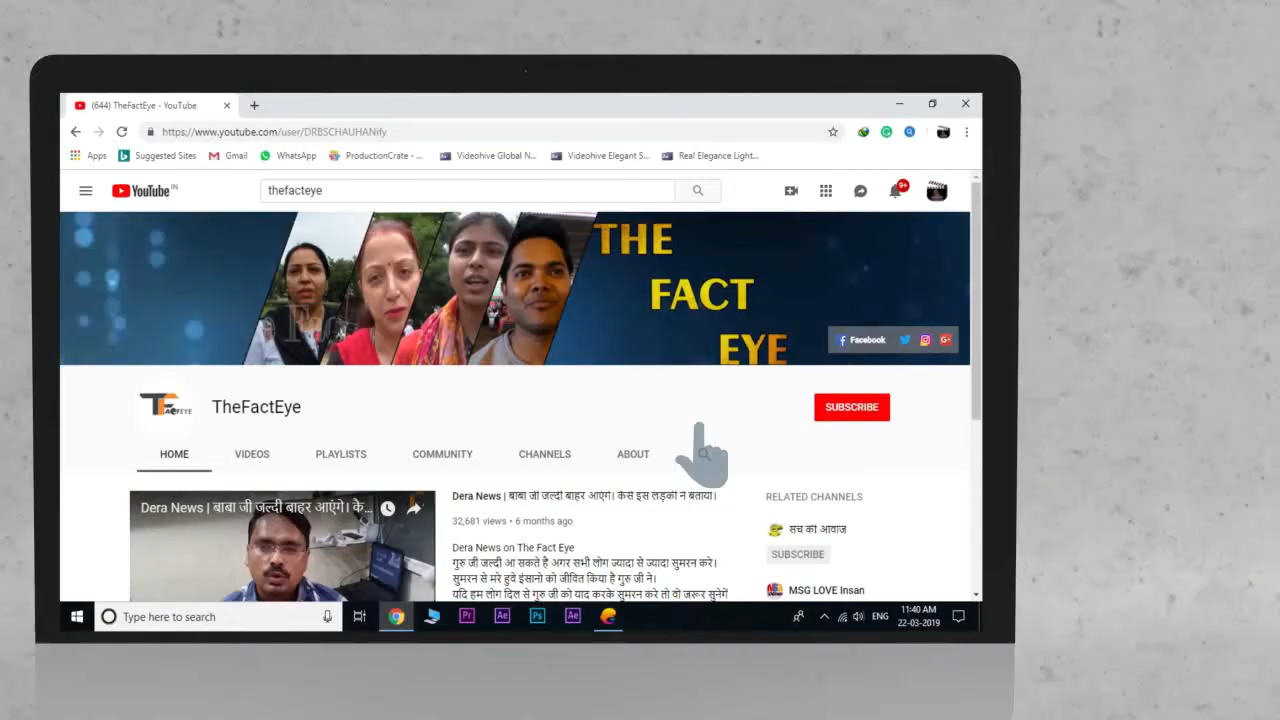 (644) TheFactEye - YouTube
https://www.youtube.com/user/DRBSCHAUHANify
Apps Suggested Sites Gmail WhatsApp ProductionCrate - ... Videohive Global N... Videohive Elegant S... Real Elegance Light...
YouTube IN
thefacteye
9+
THE
FACT
EYE
Facebook
TheFactEye
SUBSCRIBE
HOME VIDEOS PLAYLISTS COMMUNITY CHANNELS ABOUT
Dera News | बाबा जी जल्दी बाहर आएंगे। के...
Dera News | बाबा जी जल्दी बाहर आएंगे। कैसे इस लड़की ने बताया।
32,681 views • 6 months ago
Dera News on The Fact Eye
गुरु जी जल्दी आ सकते है अगर सभी लोग ज्यादा से ज्यादा सुमरन करे।
सुमरन से मरे हुवे इंसानो को जीवित किया है गुरु जी ने।
यदि हम लोग दिल से गुरु जी को याद करके सुमरन करे तो वो जरूर सुनेगें
RELATED CHANNELS
सच की आवाज
SUBSCRIBE
MSG LOVE Insan
Type here to search
Pr Ae Ps Ae
ENG
11:40 AM
22-03-2019